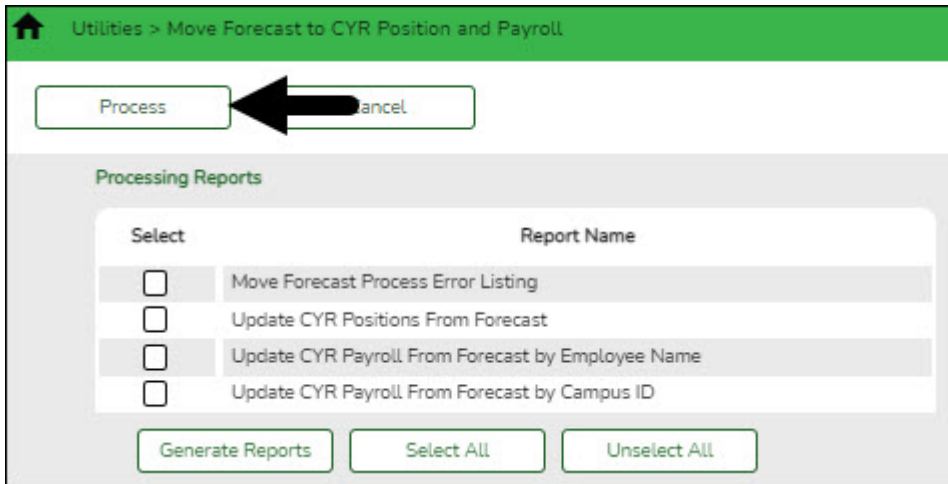 Utilities > Move Forecast to CYR Position and Payroll
Process ancel
Processing Reports
Select Report Name
Move Forecast Process Error Listing
Update CYR Positions From Forecast
Update CYR Payroll From Forecast by Employee Name
Update CYR Payroll From Forecast by Campus ID
Generate Reports Select All Unselect All